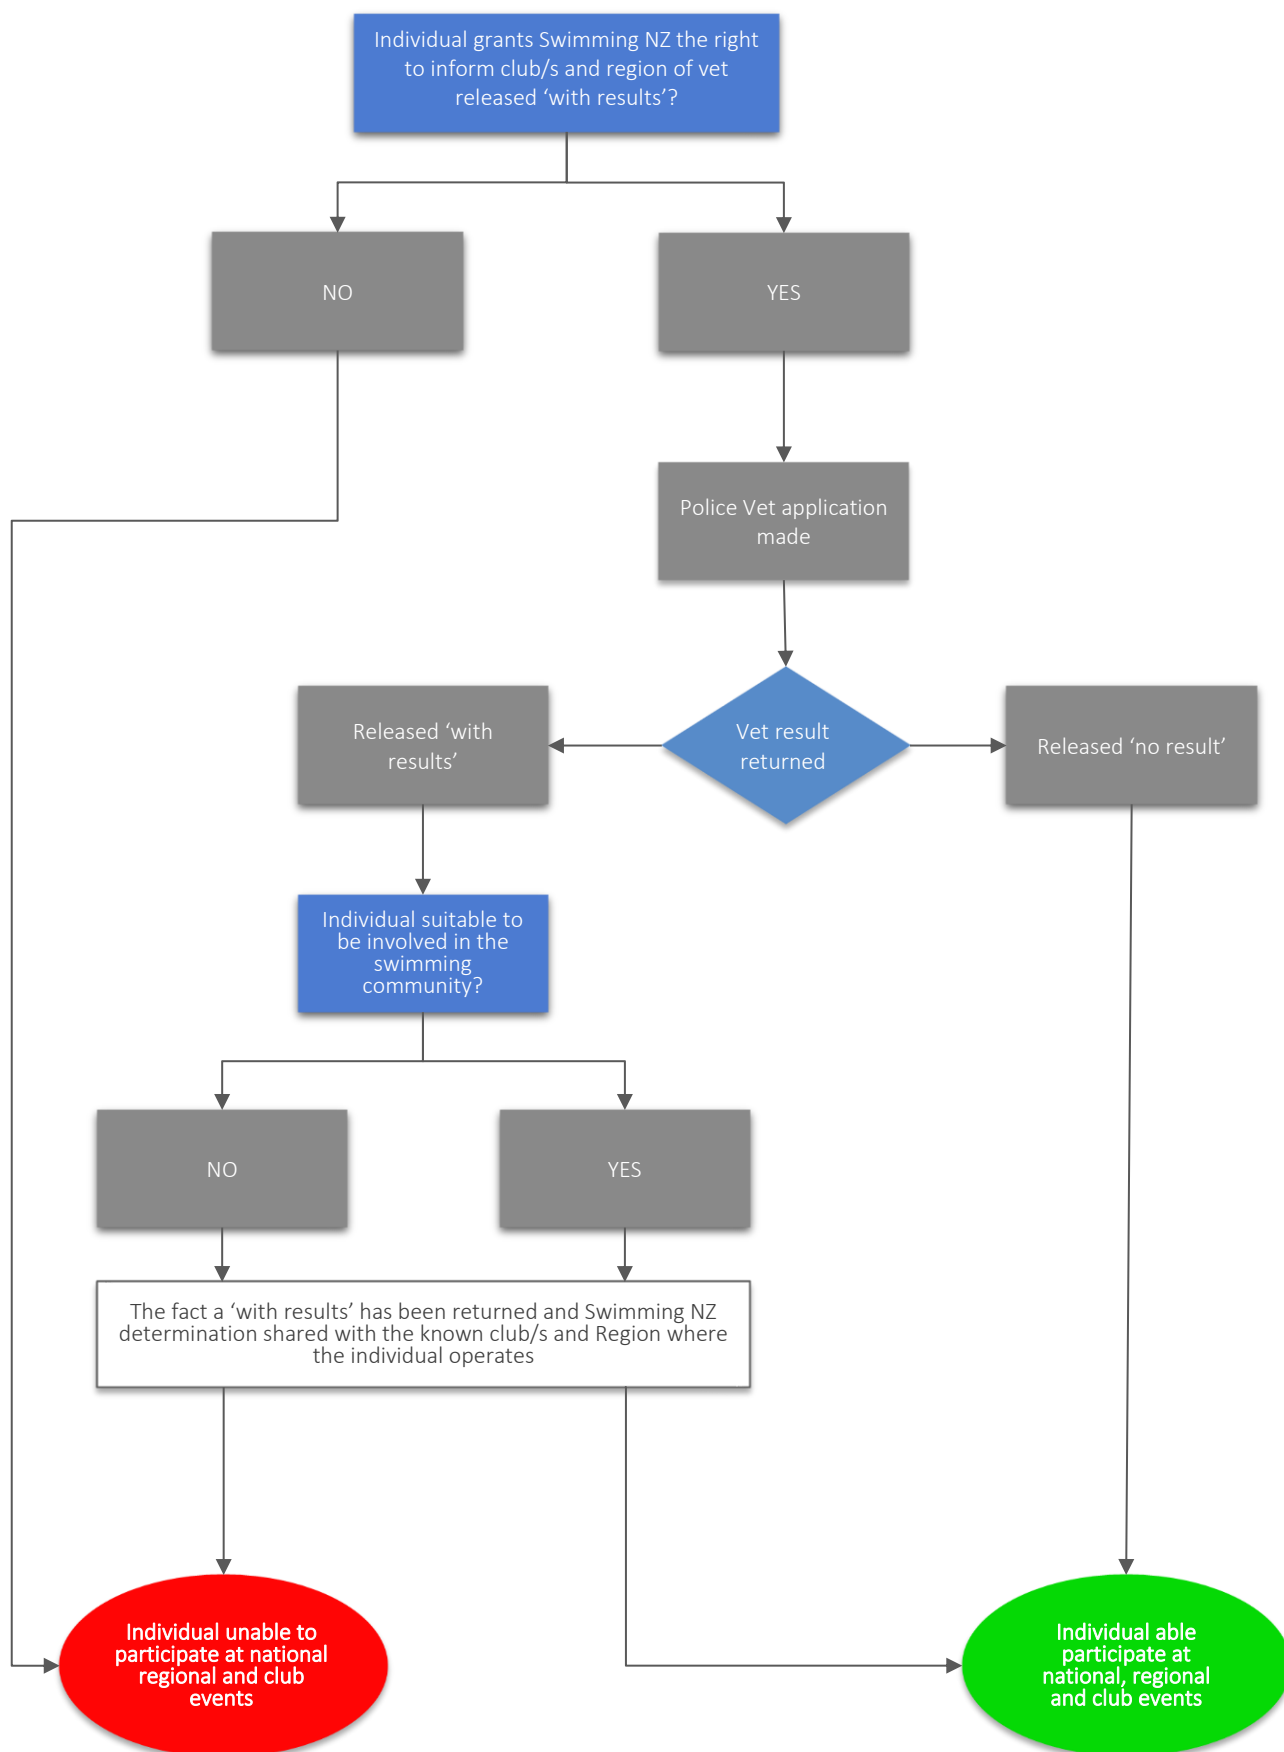 Individual grants Swimming NZ the right
to inform club/s and region of vet
released ‘with results’?
NO
YES
Police Vet application
made
Released ‘with
results’
Vet result
returned
Released ‘no result’
Individual suitable to
be involved in the
swimming
community?
NO
YES
The fact a ‘with results’ has been returned and Swimming NZ
determination shared with the known club/s and Region where
the individual operates
Individual unable to
participate at national
regional and club
events
Individual able
participate at
national, regional
and club events